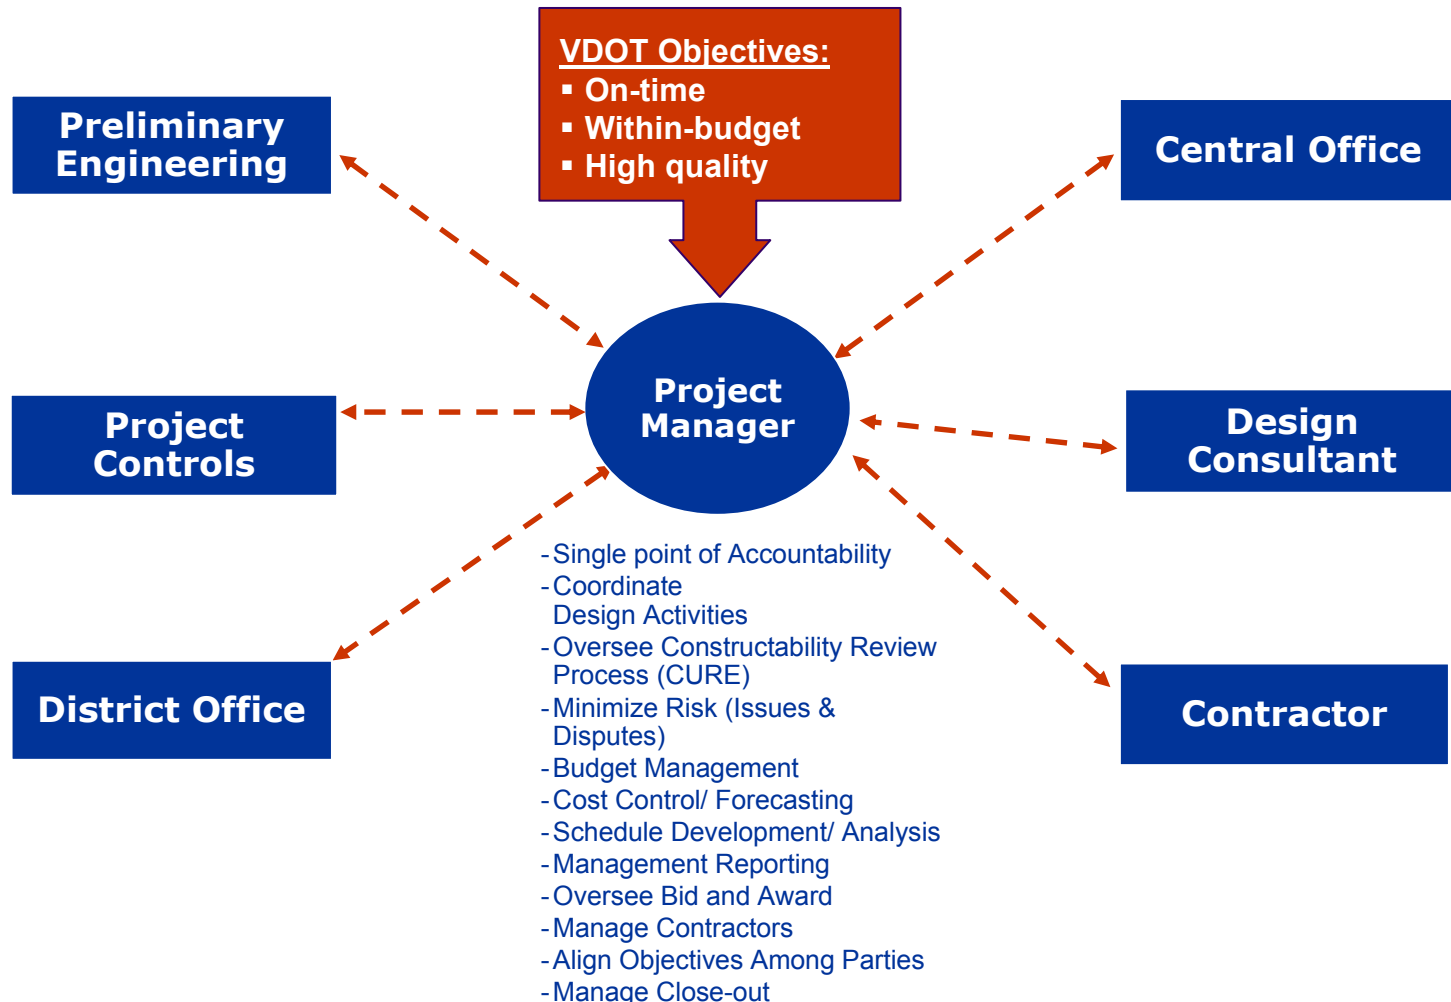 VDOT Objectives:
▪ On-time
▪ Within-budget
▪ High quality
Preliminary
Engineering
Central Office
Project
Manager
Project
Controls
Design
Consultant
District Office
Contractor
-Single point of Accountability
-Coordinate
Design Activities
-Oversee Constructability Review
Process (CURE)
-Minimize Risk (Issues &
Disputes)
-Budget Management
-Cost Control/ Forecasting
-Schedule Development/ Analysis
-Management Reporting
-Oversee Bid and Award
-Manage Contractors
-Align Objectives Among Parties
-Manage Close-out